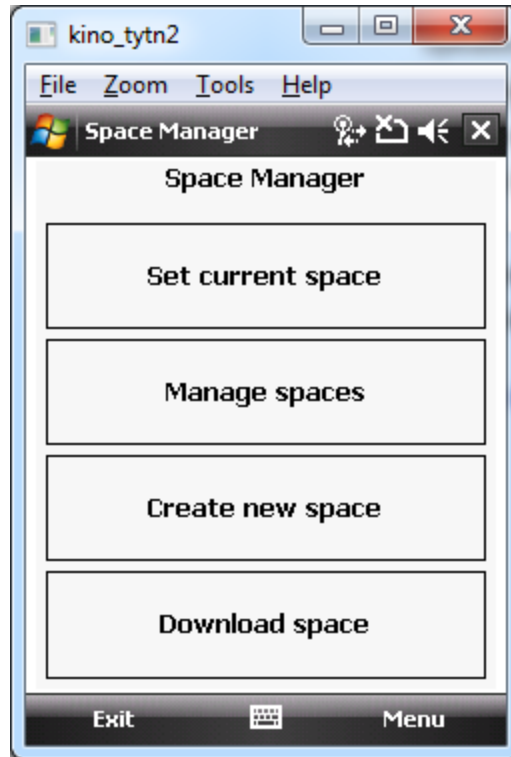 kino_tytn2
File Zoom Tools Help
Space Manager
Space Manager
Set current space
Manage spaces
Create new space
Download space
Exit Menu